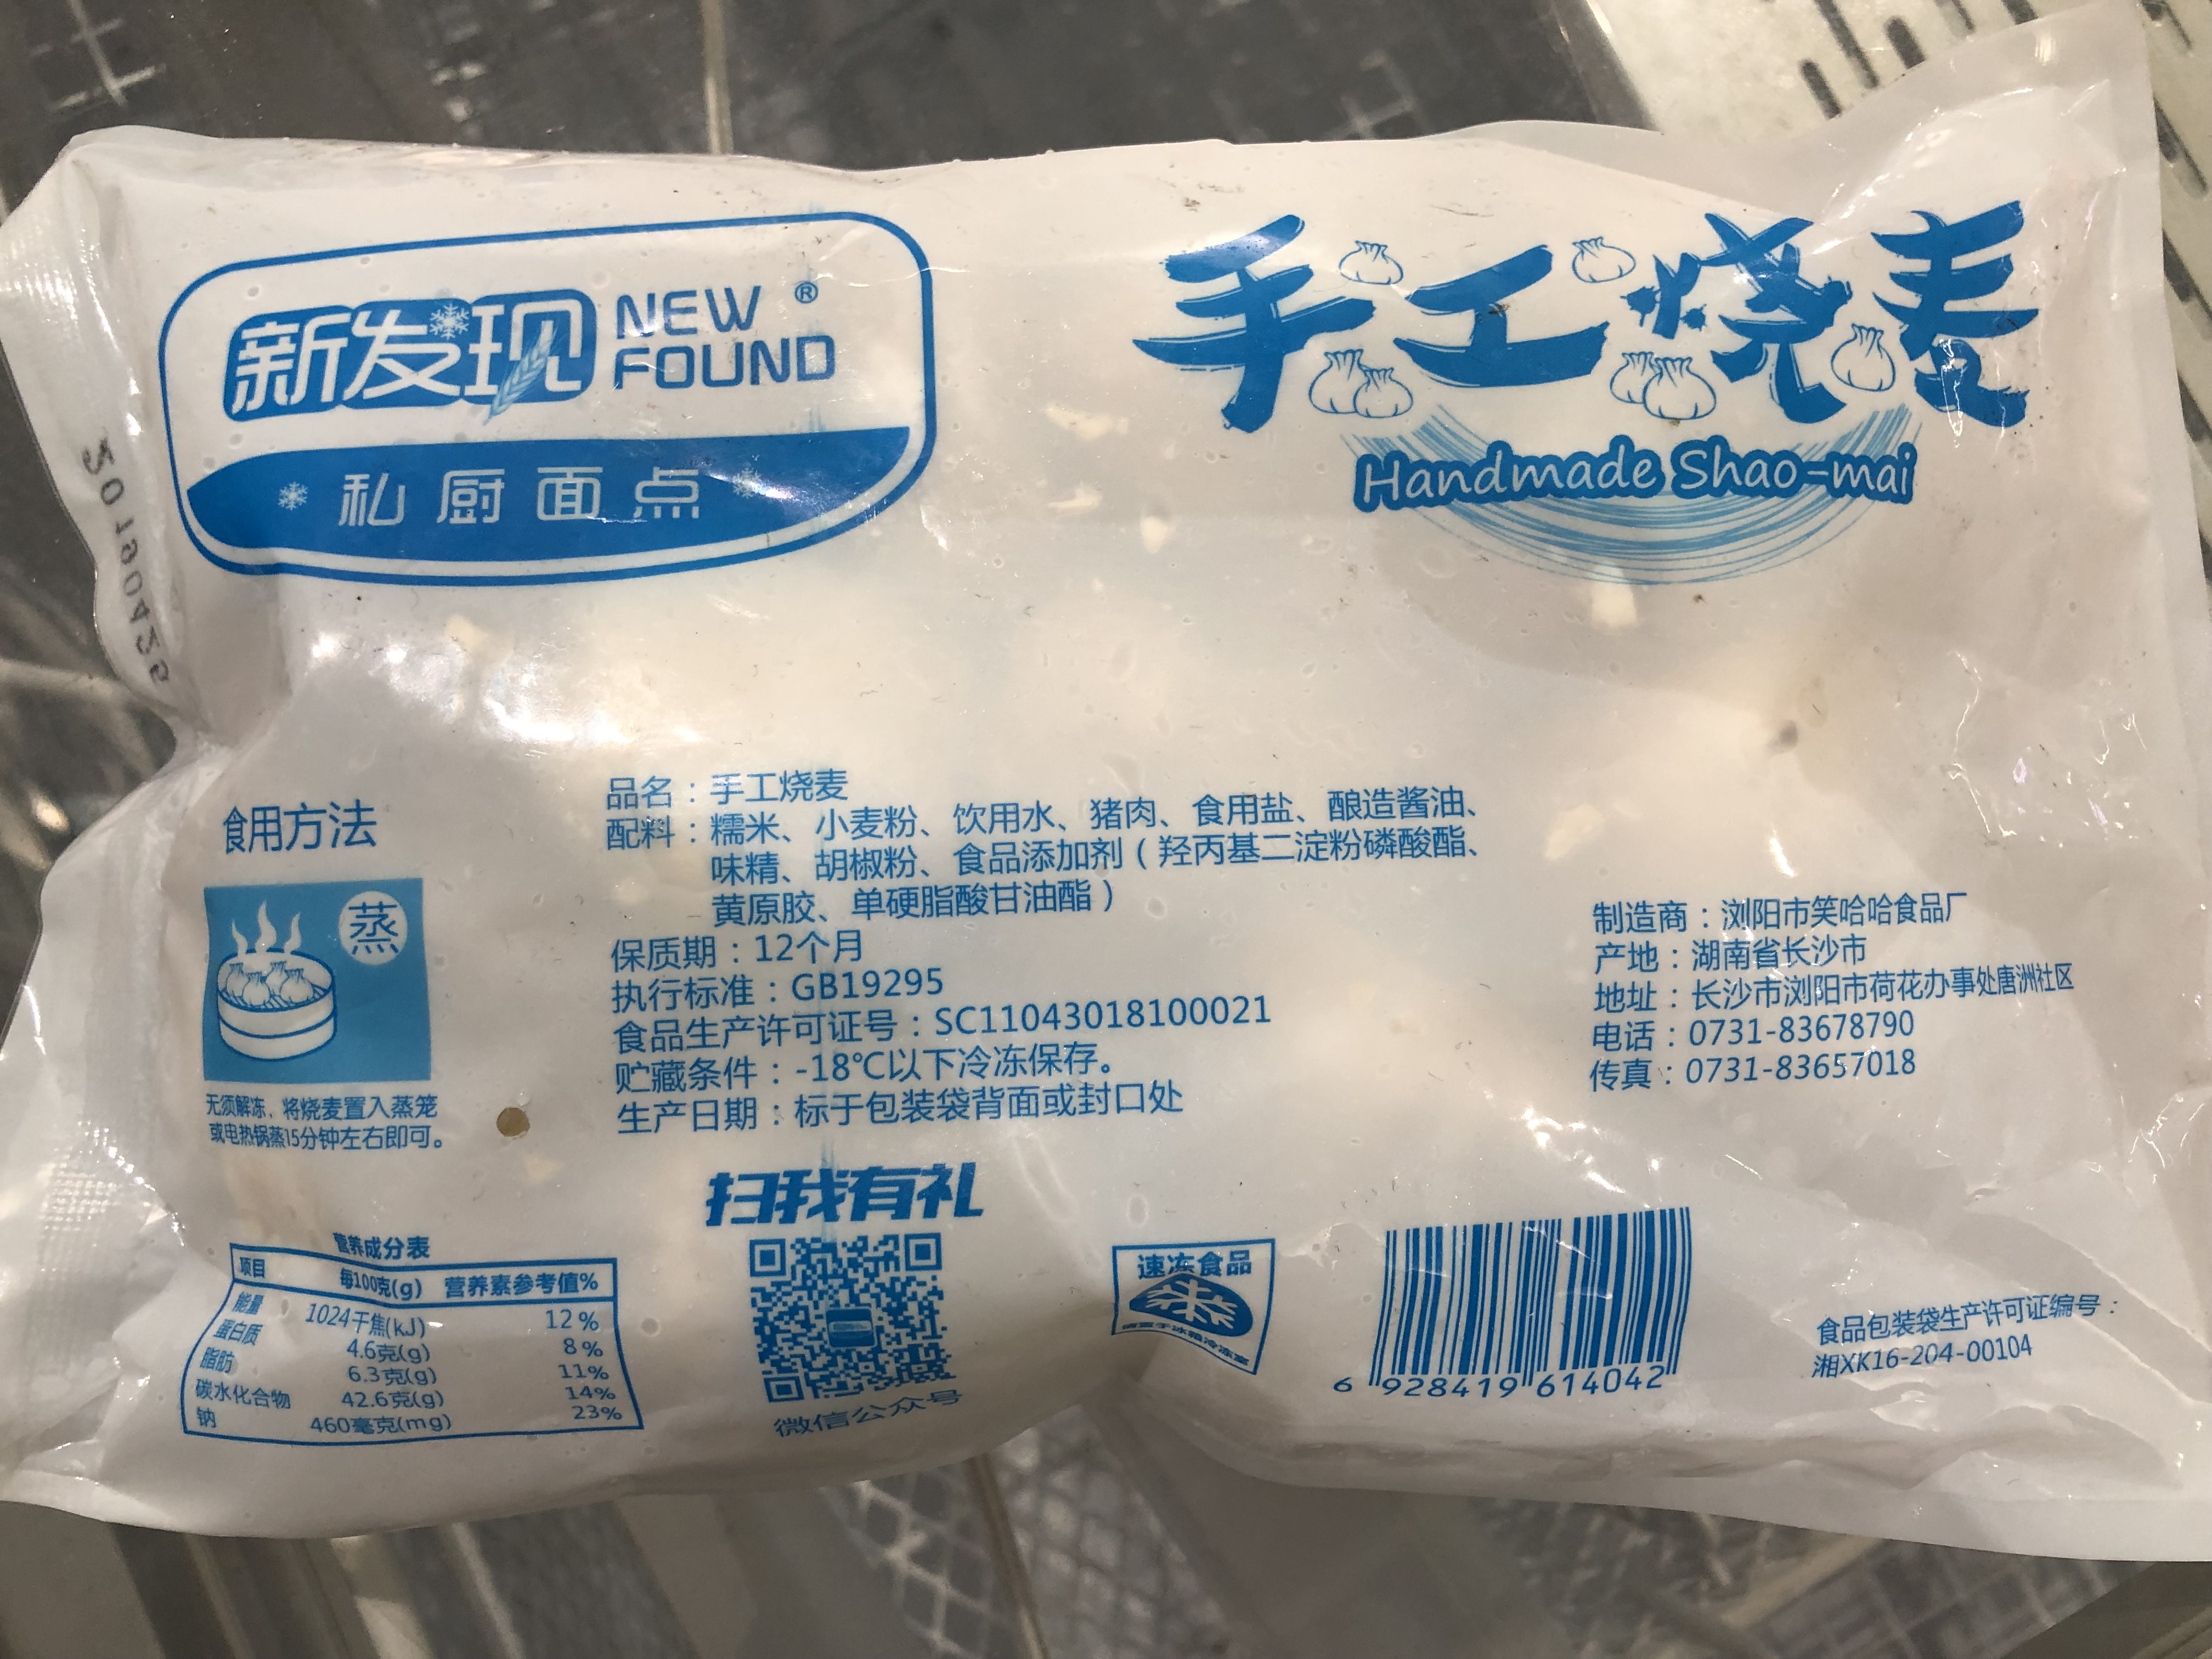 新发现 NEW FOUND ®
私厨面点
手工烧麦
Handmade Shao-mai
食用方法
蒸
无须解冻，将烧麦置入蒸笼
或电热锅蒸15分钟左右即可。
品名：手工烧麦
配料：糯米、小麦粉、饮用水、猪肉、食用盐、酿造酱油、
味精、胡椒粉、食品添加剂（羟丙基二淀粉磷酸酯、
黄原胶、单硬脂酸甘油酯）
保质期：12个月
执行标准：GB19295
食品生产许可证号：SC11043018100021
贮藏条件：-18℃以下冷冻保存。
生产日期：标于包装袋背面或封口处
制造商：浏阳市笑哈哈食品厂
产地：湖南省长沙市
地址：长沙市浏阳市荷花办事处唐洲社区
电话：0731-83678790
传真：0731-83657018
营养成分表
项目 每100克(g) 营养素参考值%
能量 1024千焦(kJ) 12%
蛋白质 4.6克(g) 8%
脂肪 6.3克(g) 11%
碳水化合物 42.6克(g) 14%
钠 460毫克(mg) 23%
扫我有礼
微信公众号
速冻食品
6 928419 614042
食品包装袋生产许可证编号：
湘XK16-204-00104